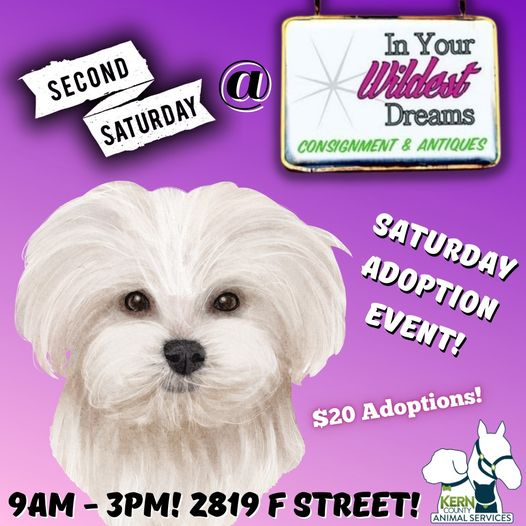 SECOND
SATURDAY
@
In Your
Wildest
Dreams
CONSIGNMENT & ANTIQUES
SATURDAY
ADOPTION
EVENT!
$20 Adoptions!
KERN
COUNTY
ANIMAL SERVICES
9AM - 3PM! 2819 F STREET!